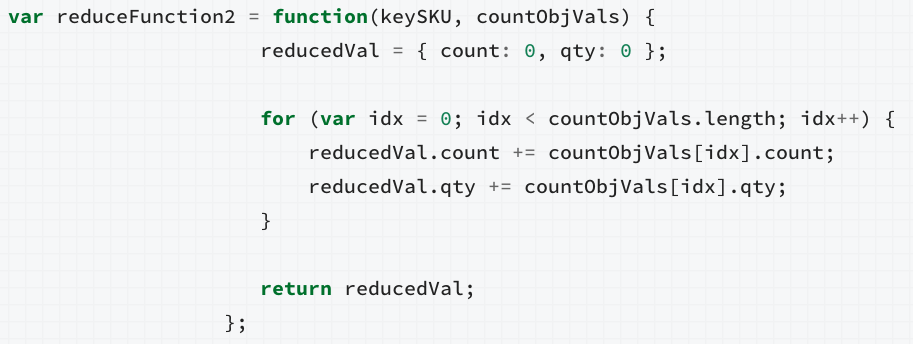 var reduceFunction2 = function(keySKU, countObjVals) {
reducedVal = { count: 0, qty: 0 };
for (var idx = 0; idx < countObjVals.length; idx++) {
reducedVal.count += countObjVals[idx].count;
reducedVal.qty += countObjVals[idx].qty;
}
return reducedVal;
};